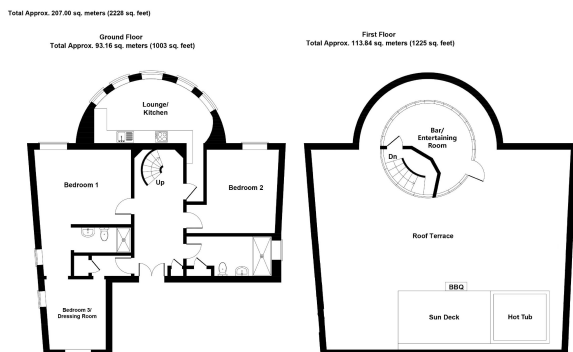 Total Approx. 207.00 sq. meters (2228 sq. feet)
Ground Floor
Total Approx. 93.16 sq. meters (1003 sq. feet)
Lounge/
Kitchen
Up
Bedroom 1
Bedroom 2
Bedroom 3/
Dressing Room
First Floor
Total Approx. 113.84 sq. meters (1225 sq. feet)
Bar/
Entertaining
Room
Dn
Roof Terrace
BBQ
Sun Deck
Hot Tub